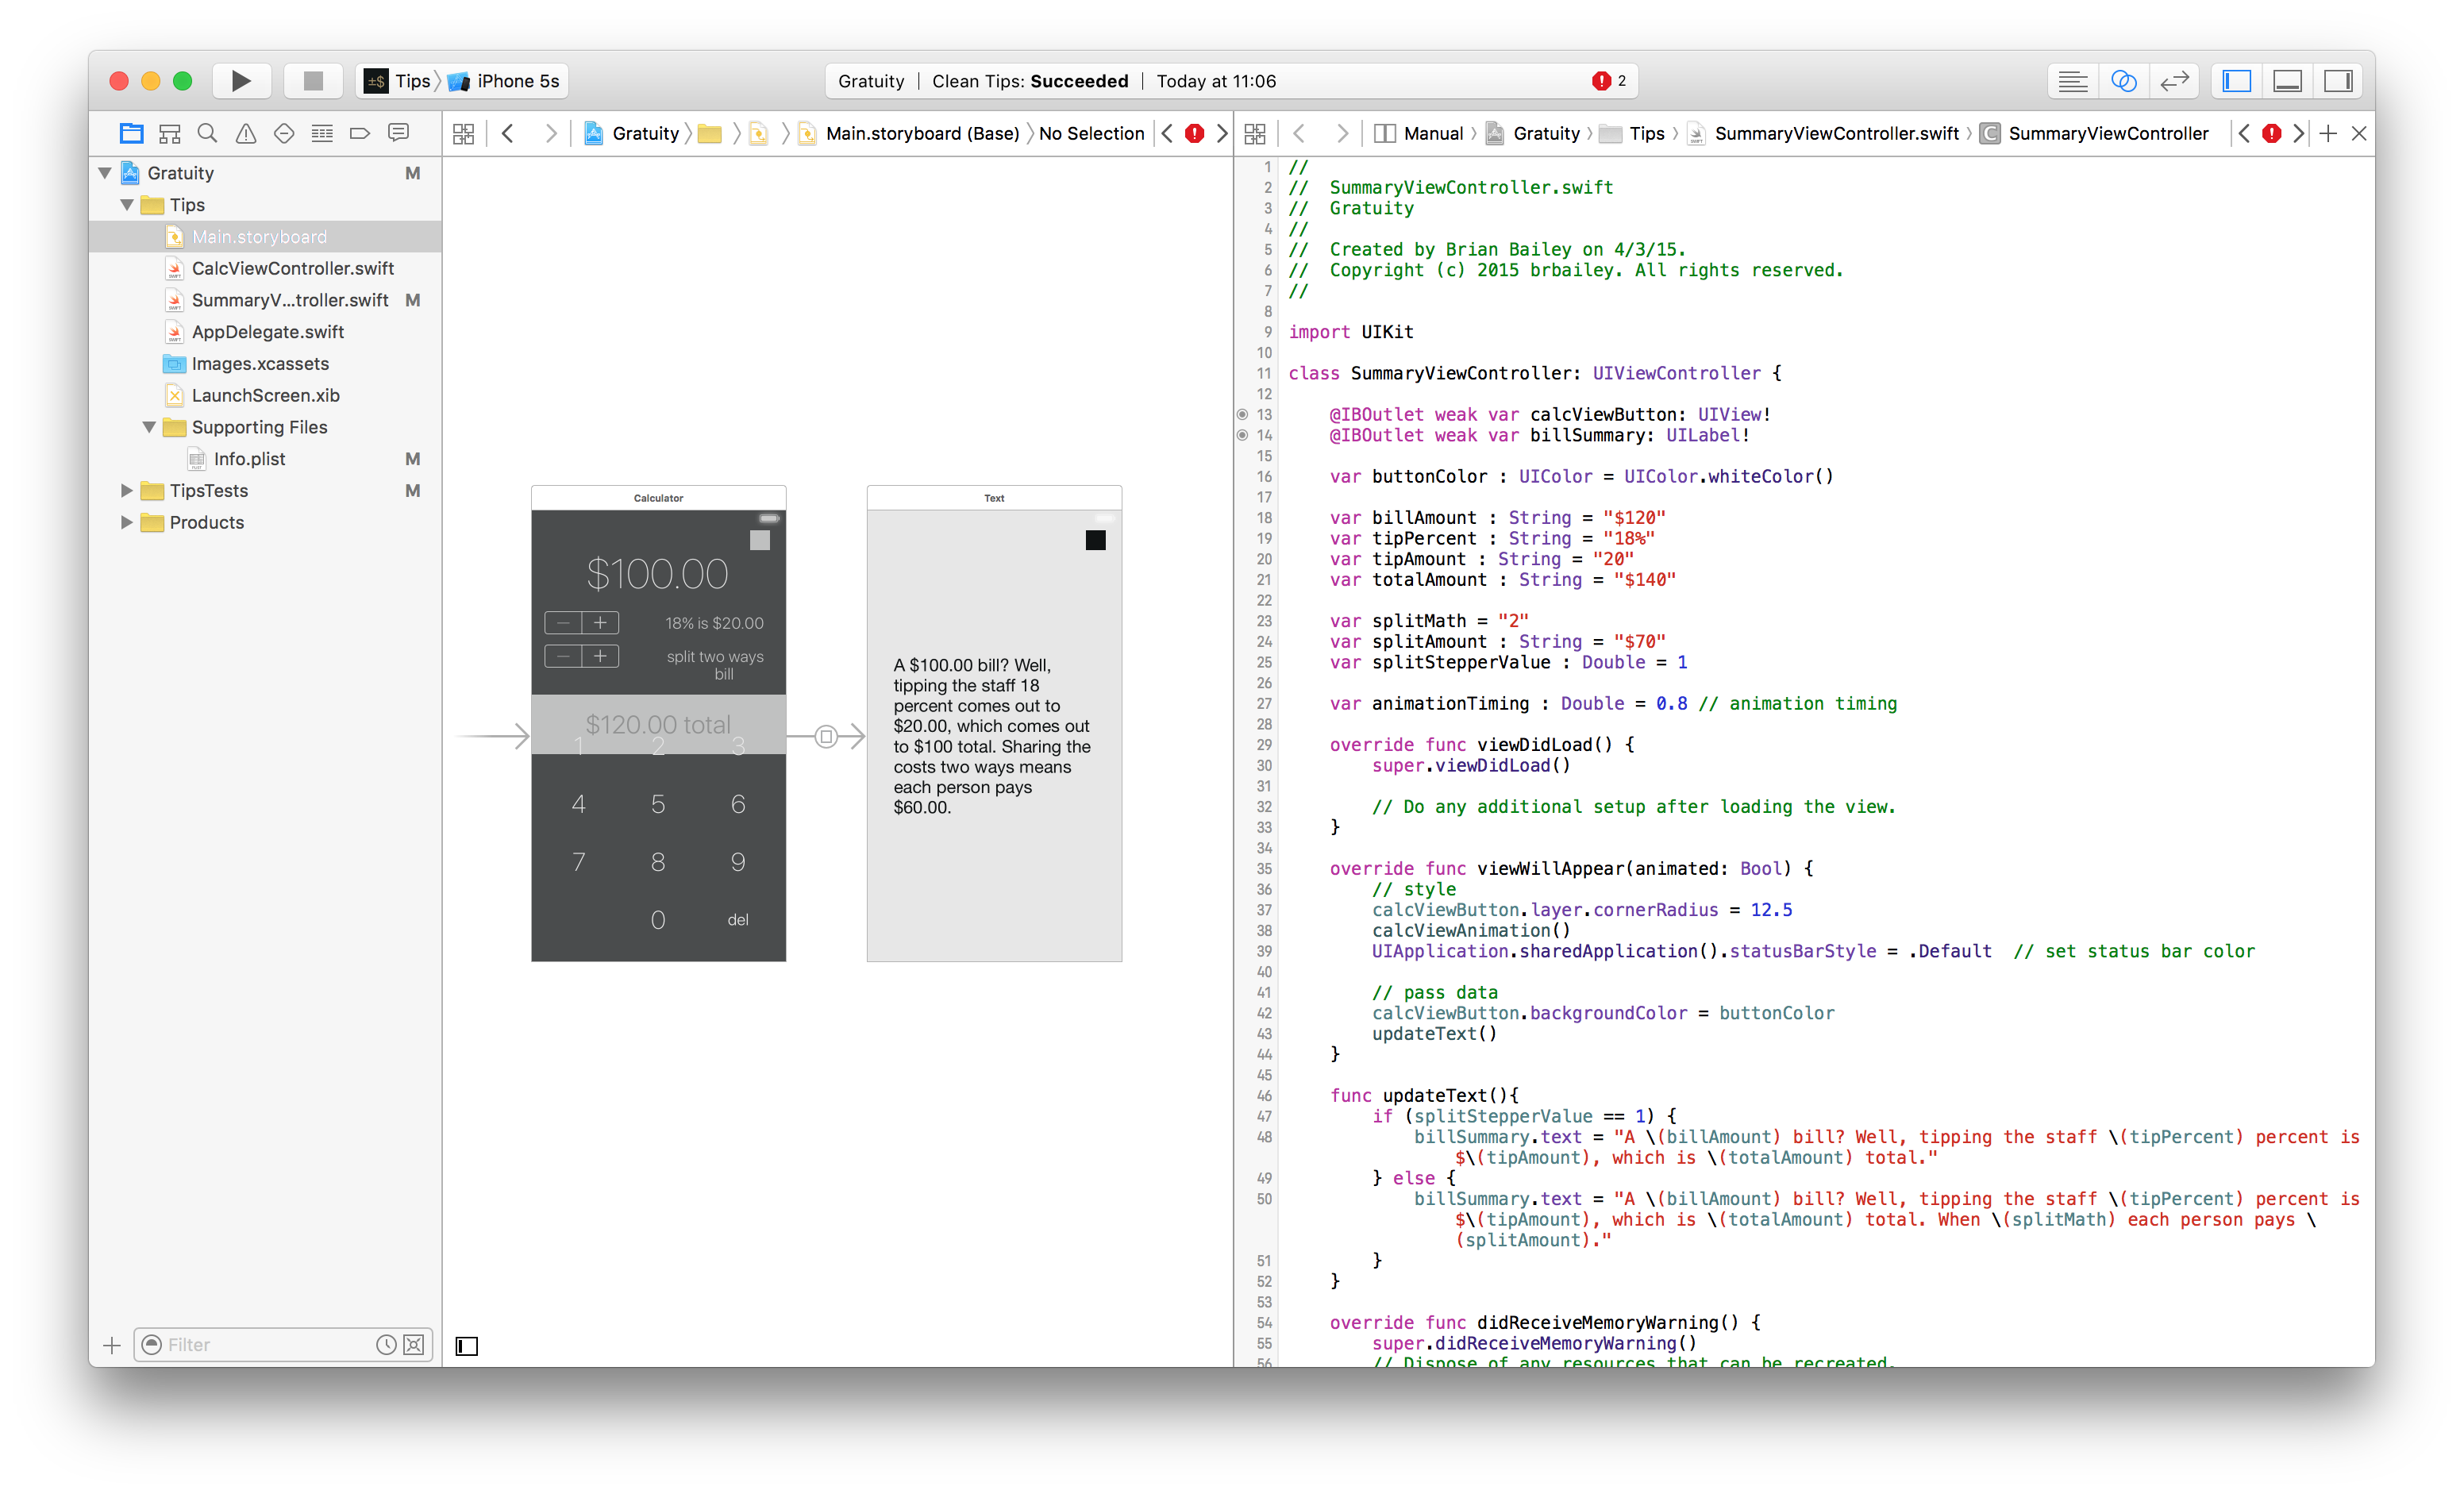 Tips 〉 iPhone 5s
Gratuity | Clean Tips: Succeeded | Today at 11:06
2
Gratuity 〉 〉 〉 Main.storyboard (Base) 〉 No Selection
Manual 〉 Gratuity 〉 Tips 〉 SummaryViewController.swift 〉 C SummaryViewController
Gratuity M
Tips
Main.storyboard
CalcViewController.swift
SummaryV...troller.swift M
AppDelegate.swift
Images.xcassets
LaunchScreen.xib
Supporting Files
Info.plist M
TipsTests M
Products
Filter
Calculator
$100.00
18% is $20.00
split two ways
bill
$120.00 total
1 2 3
4 5 6
7 8 9
0 del
Text
A $100.00 bill? Well,
tipping the staff 18
percent comes out to
$20.00, which comes out
to $100 total. Sharing the
costs two ways means
each person pays
$60.00.
1 //
2 //  SummaryViewController.swift
3 //  Gratuity
4 //
5 //  Created by Brian Bailey on 4/3/15.
6 //  Copyright (c) 2015 brbailey. All rights reserved.
7 //
8
9 import UIKit
10
11 class SummaryViewController: UIViewController {
12
13     @IBOutlet weak var calcViewButton: UIView!
14     @IBOutlet weak var billSummary: UILabel!
15
16     var buttonColor : UIColor = UIColor.whiteColor()
17
18     var billAmount : String = "$120"
19     var tipPercent : String = "18%"
20     var tipAmount : String = "20"
21     var totalAmount : String = "$140"
22
23     var splitMath = "2"
24     var splitAmount : String = "$70"
25     var splitStepperValue : Double = 1
26
27     var animationTiming : Double = 0.8 // animation timing
28
29     override func viewDidLoad() {
30         super.viewDidLoad()
31
32         // Do any additional setup after loading the view.
33     }
34
35     override func viewWillAppear(animated: Bool) {
36         // style
37         calcViewButton.layer.cornerRadius = 12.5
38         calcViewAnimation()
39         UIApplication.sharedApplication().statusBarStyle = .Default  // set status bar color
40
41         // pass data
42         calcViewButton.backgroundColor = buttonColor
43         updateText()
44     }
45
46     func updateText(){
47         if (splitStepperValue == 1) {
48             billSummary.text = "A \(billAmount) bill? Well, tipping the staff \(tipPercent) percent is
$\(tipAmount), which is \(totalAmount) total."
49         } else {
50             billSummary.text = "A \(billAmount) bill? Well, tipping the staff \(tipPercent) percent is
$\(tipAmount), which is \(totalAmount) total. When \(splitMath) each person pays \
(splitAmount)."
51         }
52     }
53
54     override func didReceiveMemoryWarning() {
55         super.didReceiveMemoryWarning()
56         // Dispose of any resources that can be recreated.